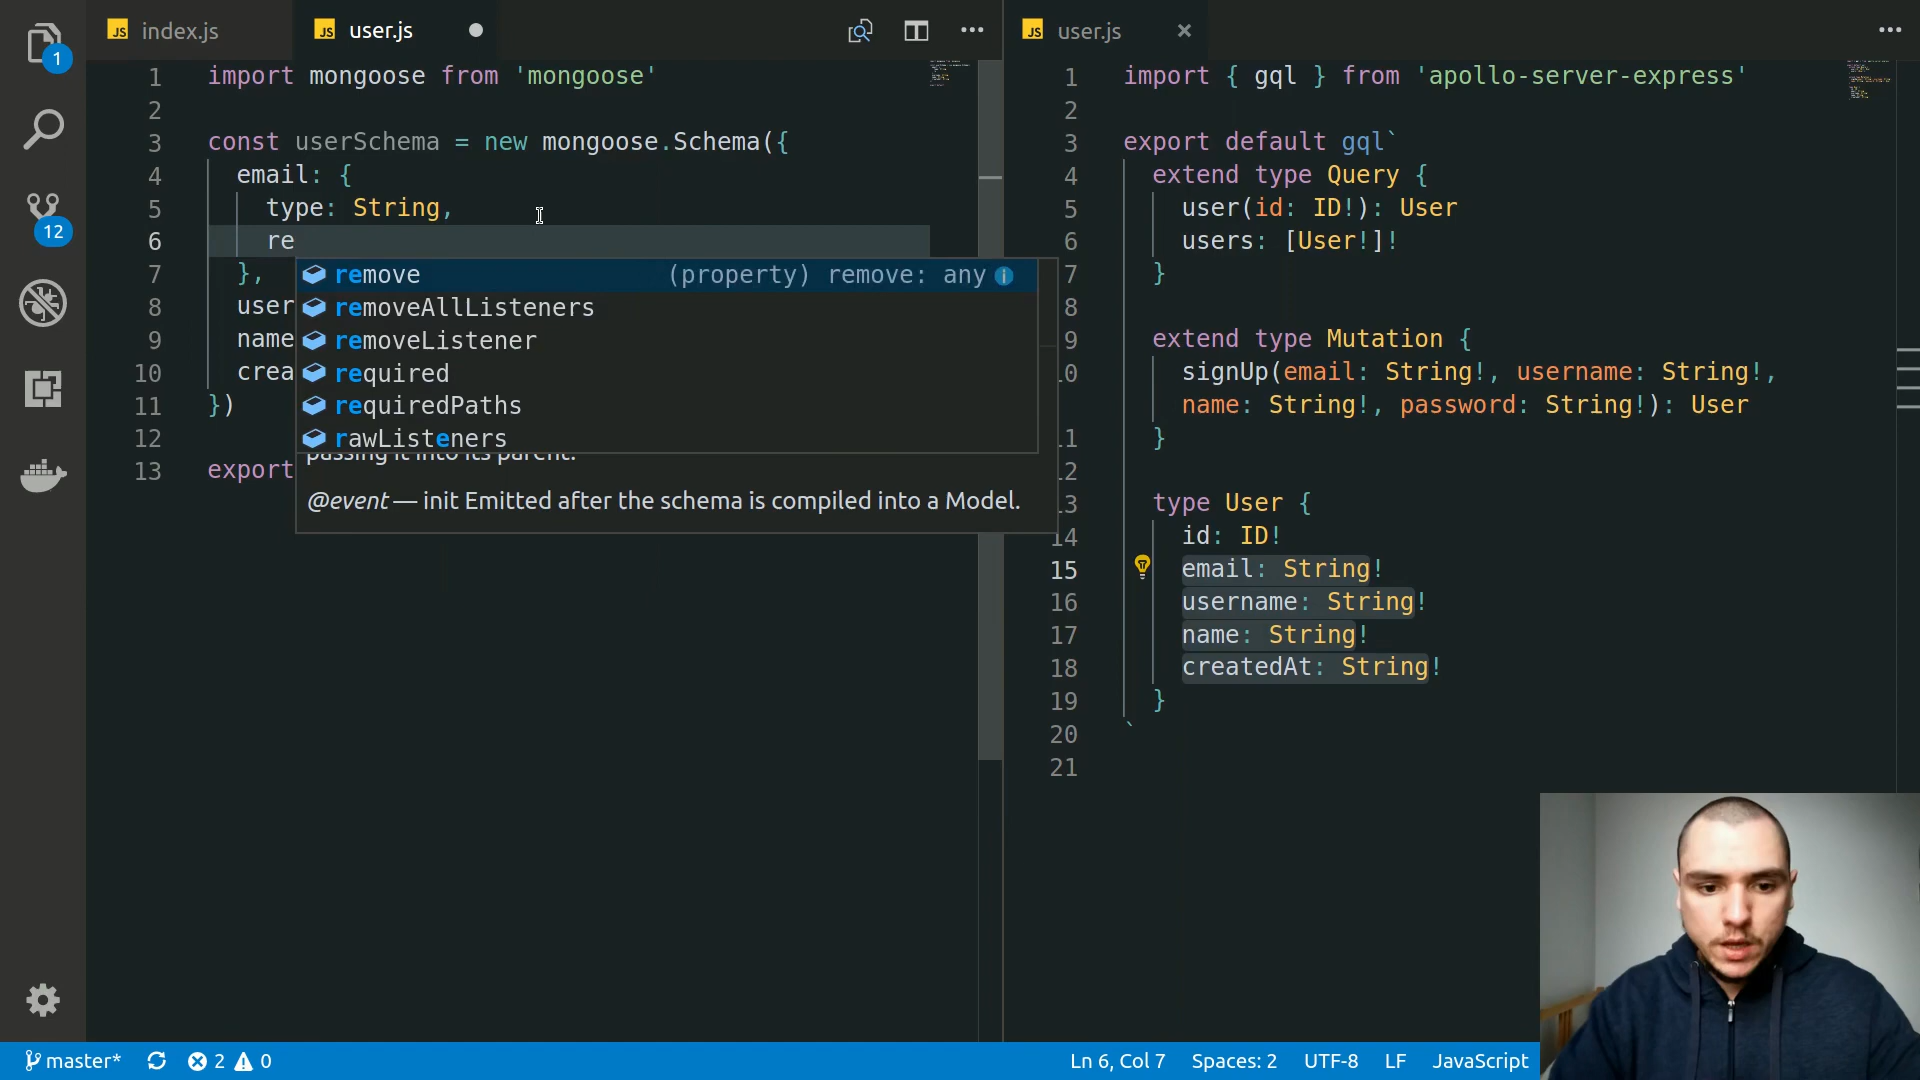 index.js
user.js
1 import mongoose from 'mongoose'
2
3 const userSchema = new mongoose.Schema({
4 email: {
5 type: String,
6 re
7 },
8 user
9 name
10 crea
11 })
12
13 export
remove (property) remove: any
removeAllListeners
removeListener
required
requiredPaths
rawListeners
passing it into its parent.
@event — init Emitted after the schema is compiled into a Model.
user.js
1 import { gql } from 'apollo-server-express'
2
3 export default gql`
4 extend type Query {
5 user(id: ID!): User
6 users: [User!]!
7 }
8
9 extend type Mutation {
10 signUp(email: String!, username: String!,
name: String!, password: String!): User
11 }
12
13 type User {
14 id: ID!
15 email: String!
16 username: String!
17 name: String!
18 createdAt: String!
19 }
20 `
21
1
12
master*
2
0
Ln 6, Col 7
Spaces: 2
UTF-8
LF
JavaScript